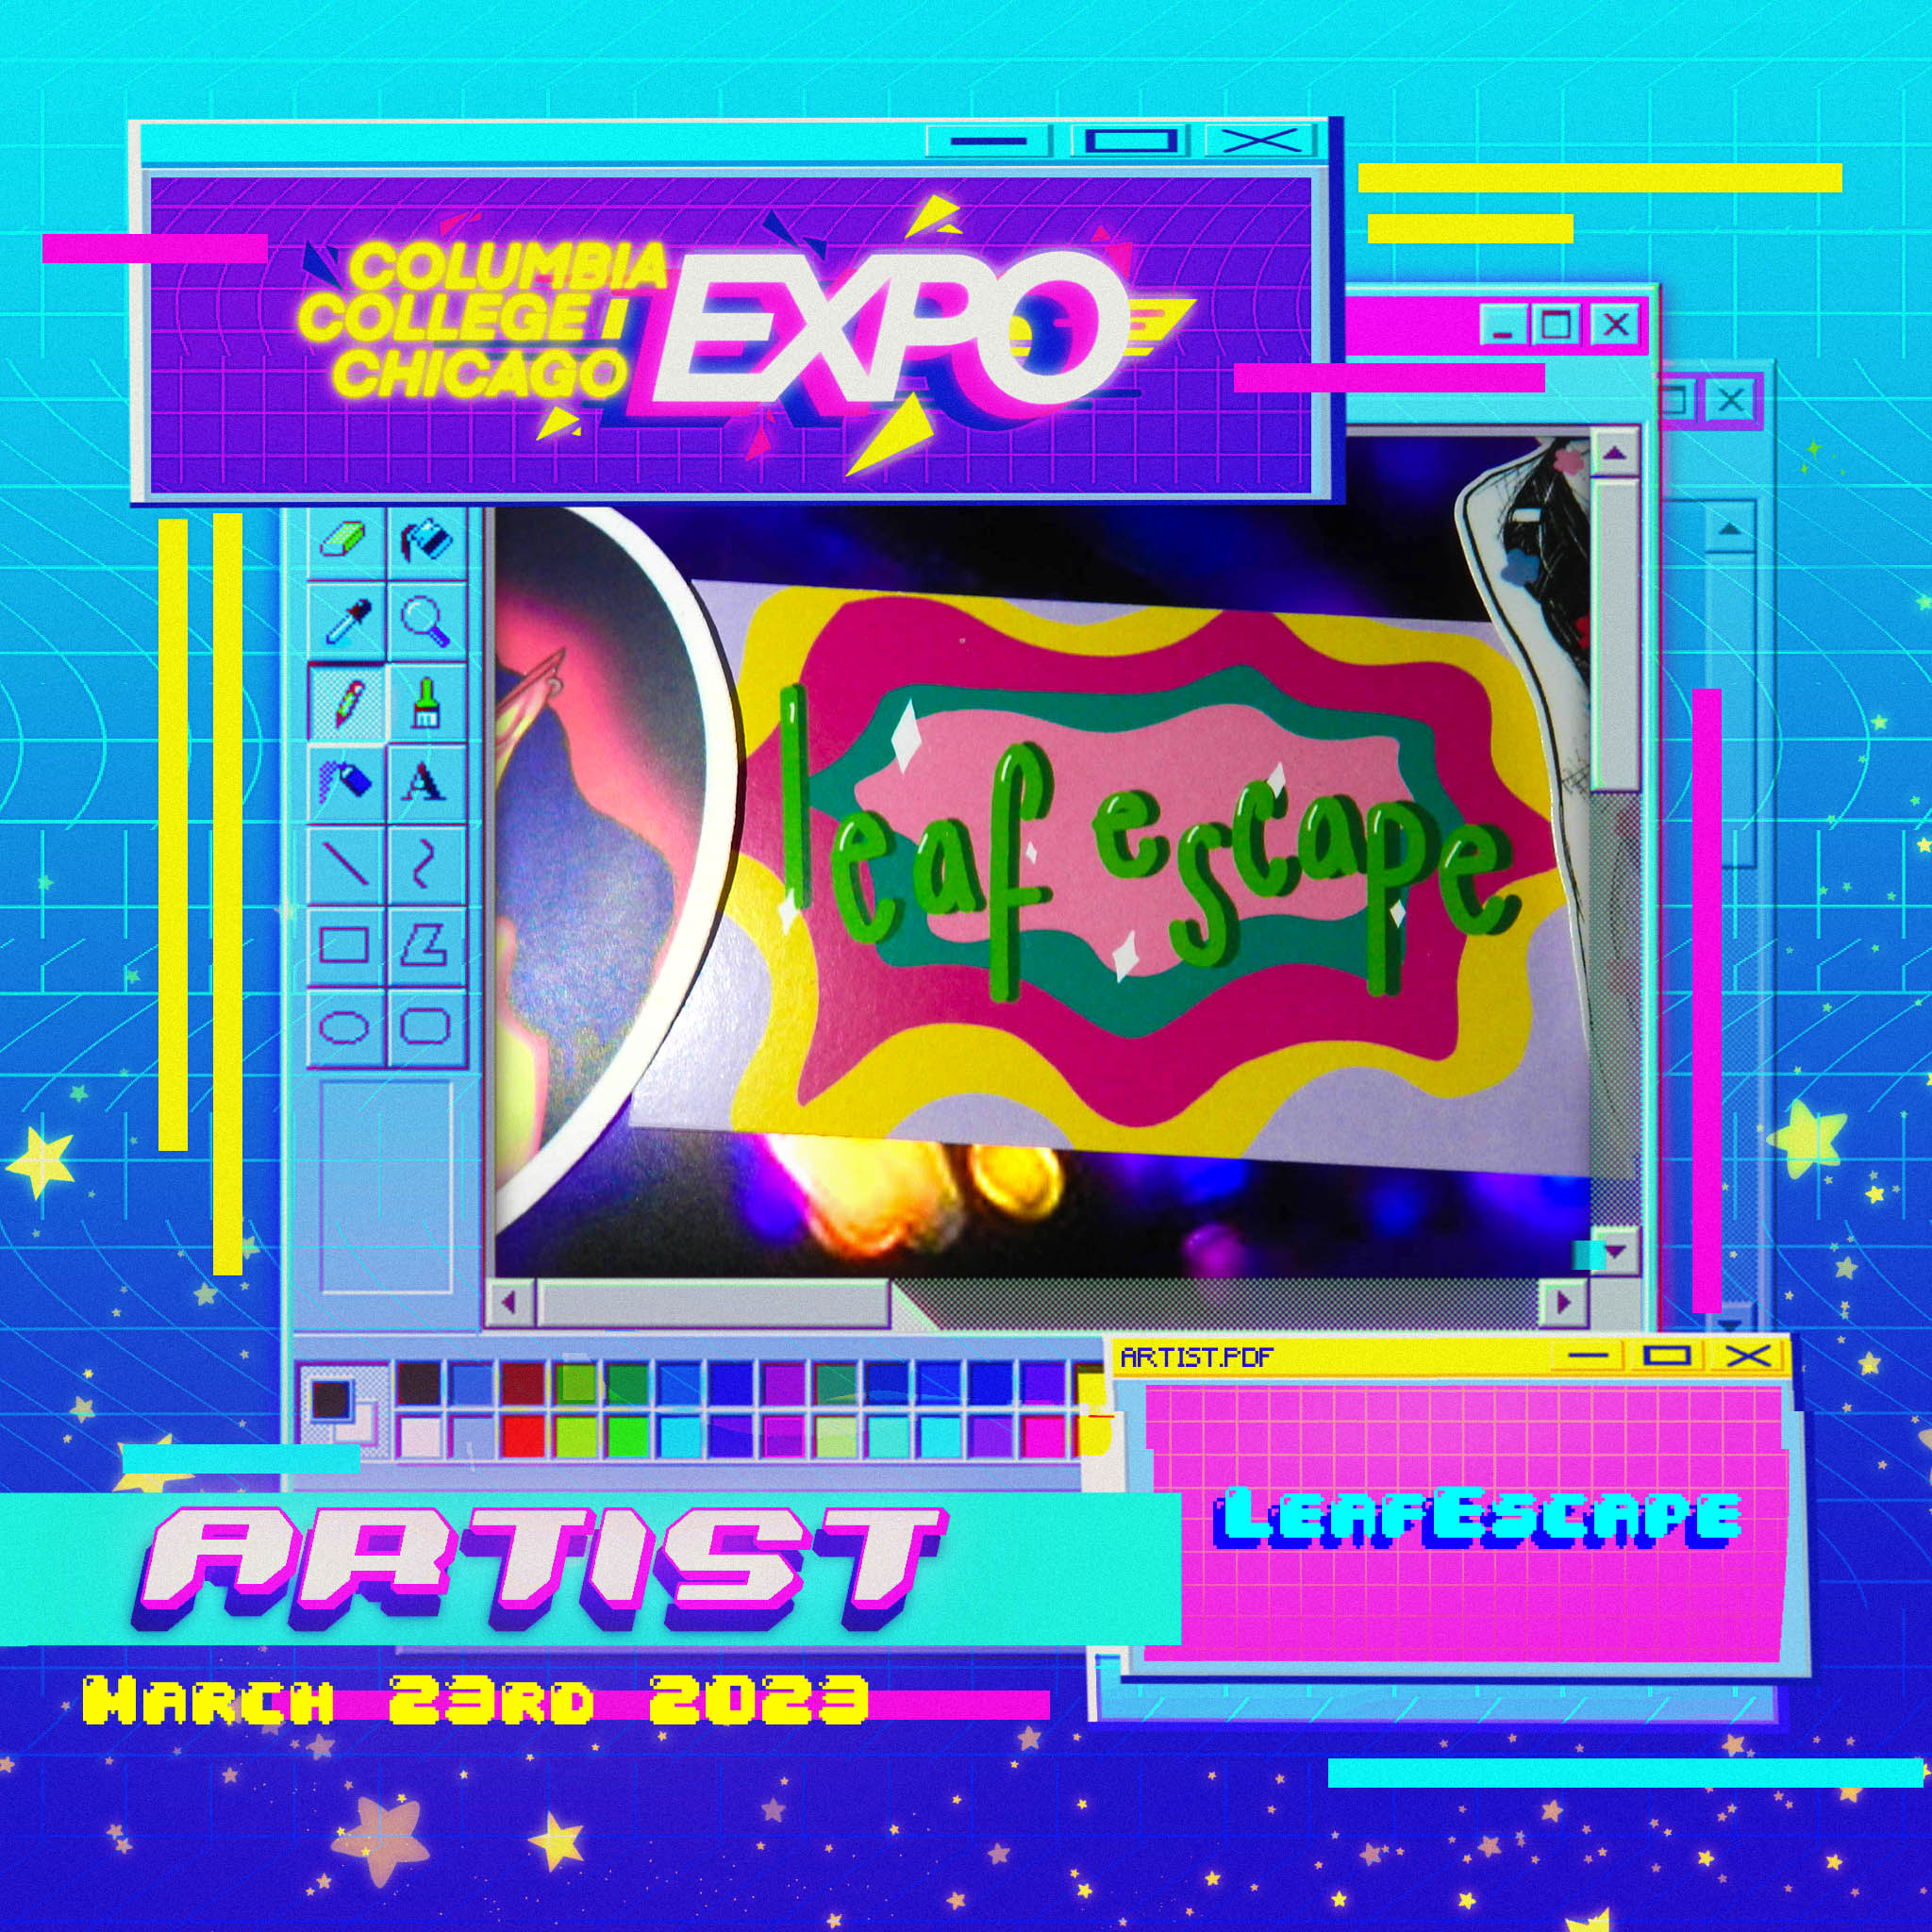 COLUMBIA
COLLEGE
CHICAGO
EXPO
A
leaf escape
ARTIST.PDF
LeafEscape
ARTIST
March 23rd 2023